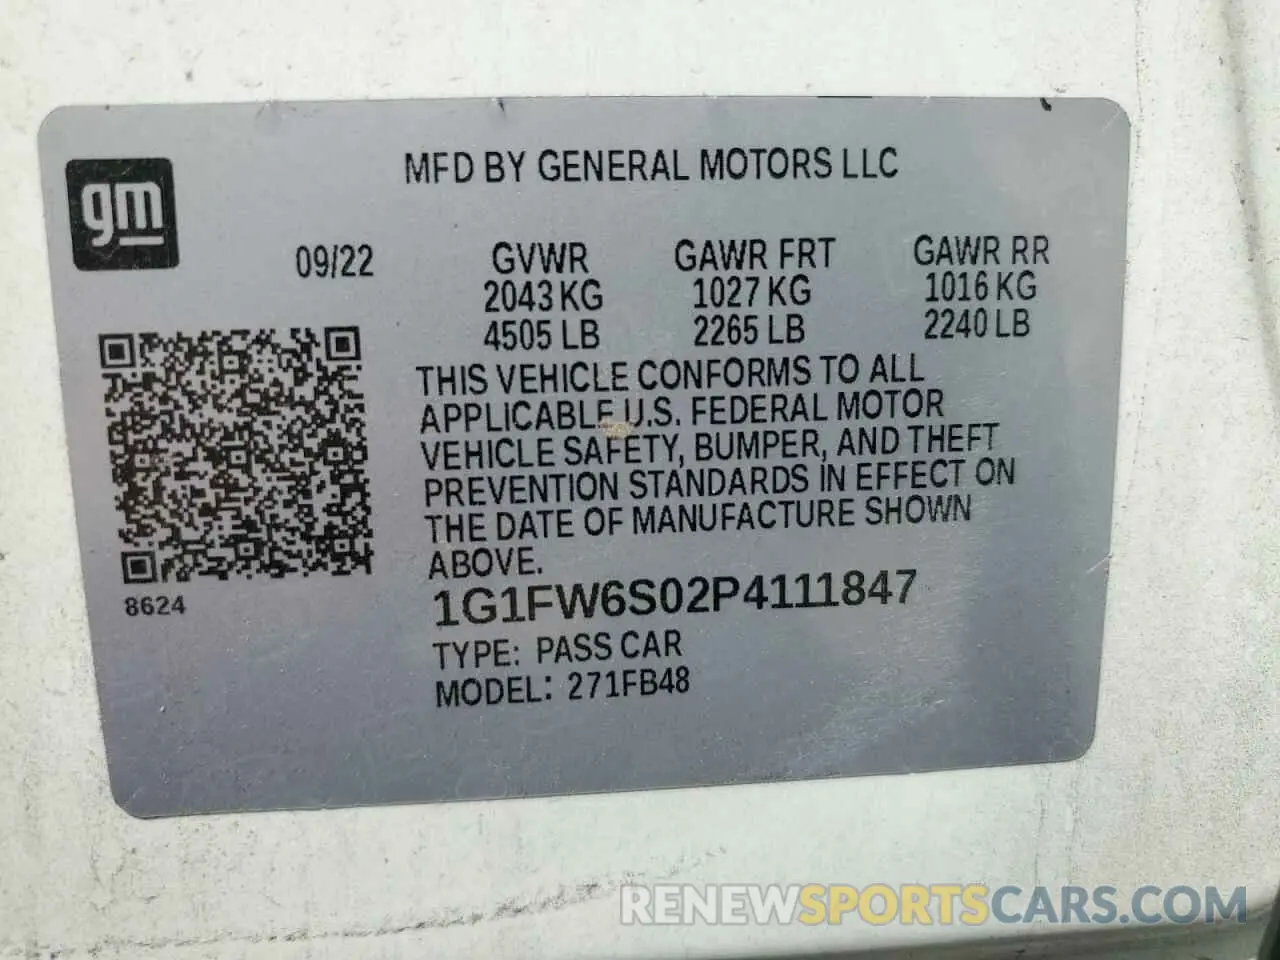 MFD BY GENERAL MOTORS LLC
gm
09/22 GVWR GAWR FRT GAWR RR
2043 KG 1027 KG 1016 KG
4505 LB 2265 LB 2240 LB
THIS VEHICLE CONFORMS TO ALL
APPLICABLE U.S. FEDERAL MOTOR
VEHICLE SAFETY, BUMPER, AND THEFT
PREVENTION STANDARDS IN EFFECT ON
THE DATE OF MANUFACTURE SHOWN
ABOVE.
8624
1G1FW6S02P4111847
TYPE: PASS CAR
MODEL: 271FB48
RENEWSPORTSCARS.COM